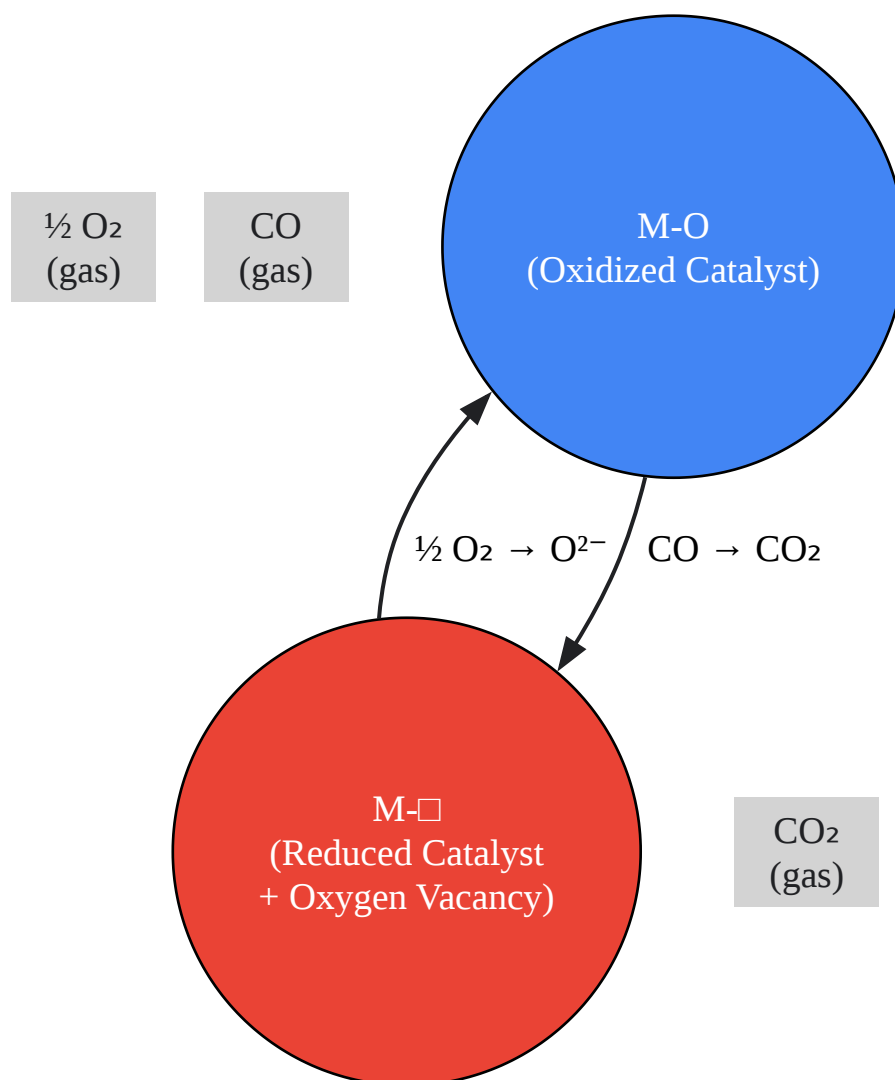 ½ O₂
(gas)
CO
(gas)
M-O
(Oxidized Catalyst)
½ O₂ → O²⁻
CO → CO₂
M-□
(Reduced Catalyst
+ Oxygen Vacancy)
CO₂
(gas)